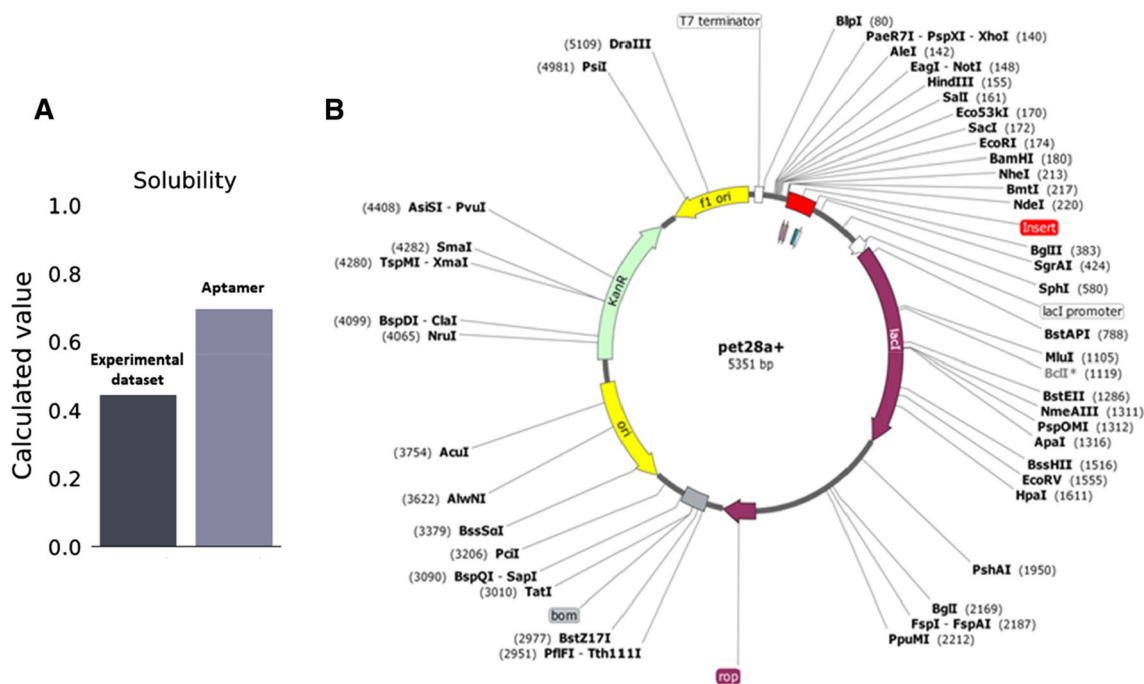 A
Solubility
Calculated value
1.0
0.8
0.6
0.4
0.2
0.0
Experimental
dataset
Aptamer
B
T7 terminator
(5109) DraIII
(4981) PsiI
(4408) AsiSI - PvuI
(4282) SmaI
(4280) TspMI - XmaI
(4099) BspDI - ClaI
(4065) NruI
(3754) AcuI
(3622) AlwNI
(3379) BssSαI
(3206) PciI
(3090) BspQI - SapI
(3010) TatI
bom
(2977) BstZ17I
(2951) PflFI - Tth111I
rop
f1 ori
KanR
ori
lacI
pet28a+
5351 bp
BlpI (80)
PaeR7I - PspXI - XhoI (140)
AleI (142)
EagI - NotI (148)
HindIII (155)
SalI (161)
Eco53kI (170)
SacI (172)
EcoRI (174)
BamHI (180)
NheI (213)
BmtI (217)
NdeI (220)
Insert
BglII (383)
SgrAI (424)
SphI (580)
lacI promoter
BstAPI (788)
MluI (1105)
BclI* (1119)
BstEII (1286)
NmeAIII (1311)
PspOMI (1312)
ApaI (1316)
BssHII (1516)
EcoRV (1555)
HpaI (1611)
PshAI (1950)
BglI (2169)
FspI - FspAI (2187)
PpuMI (2212)